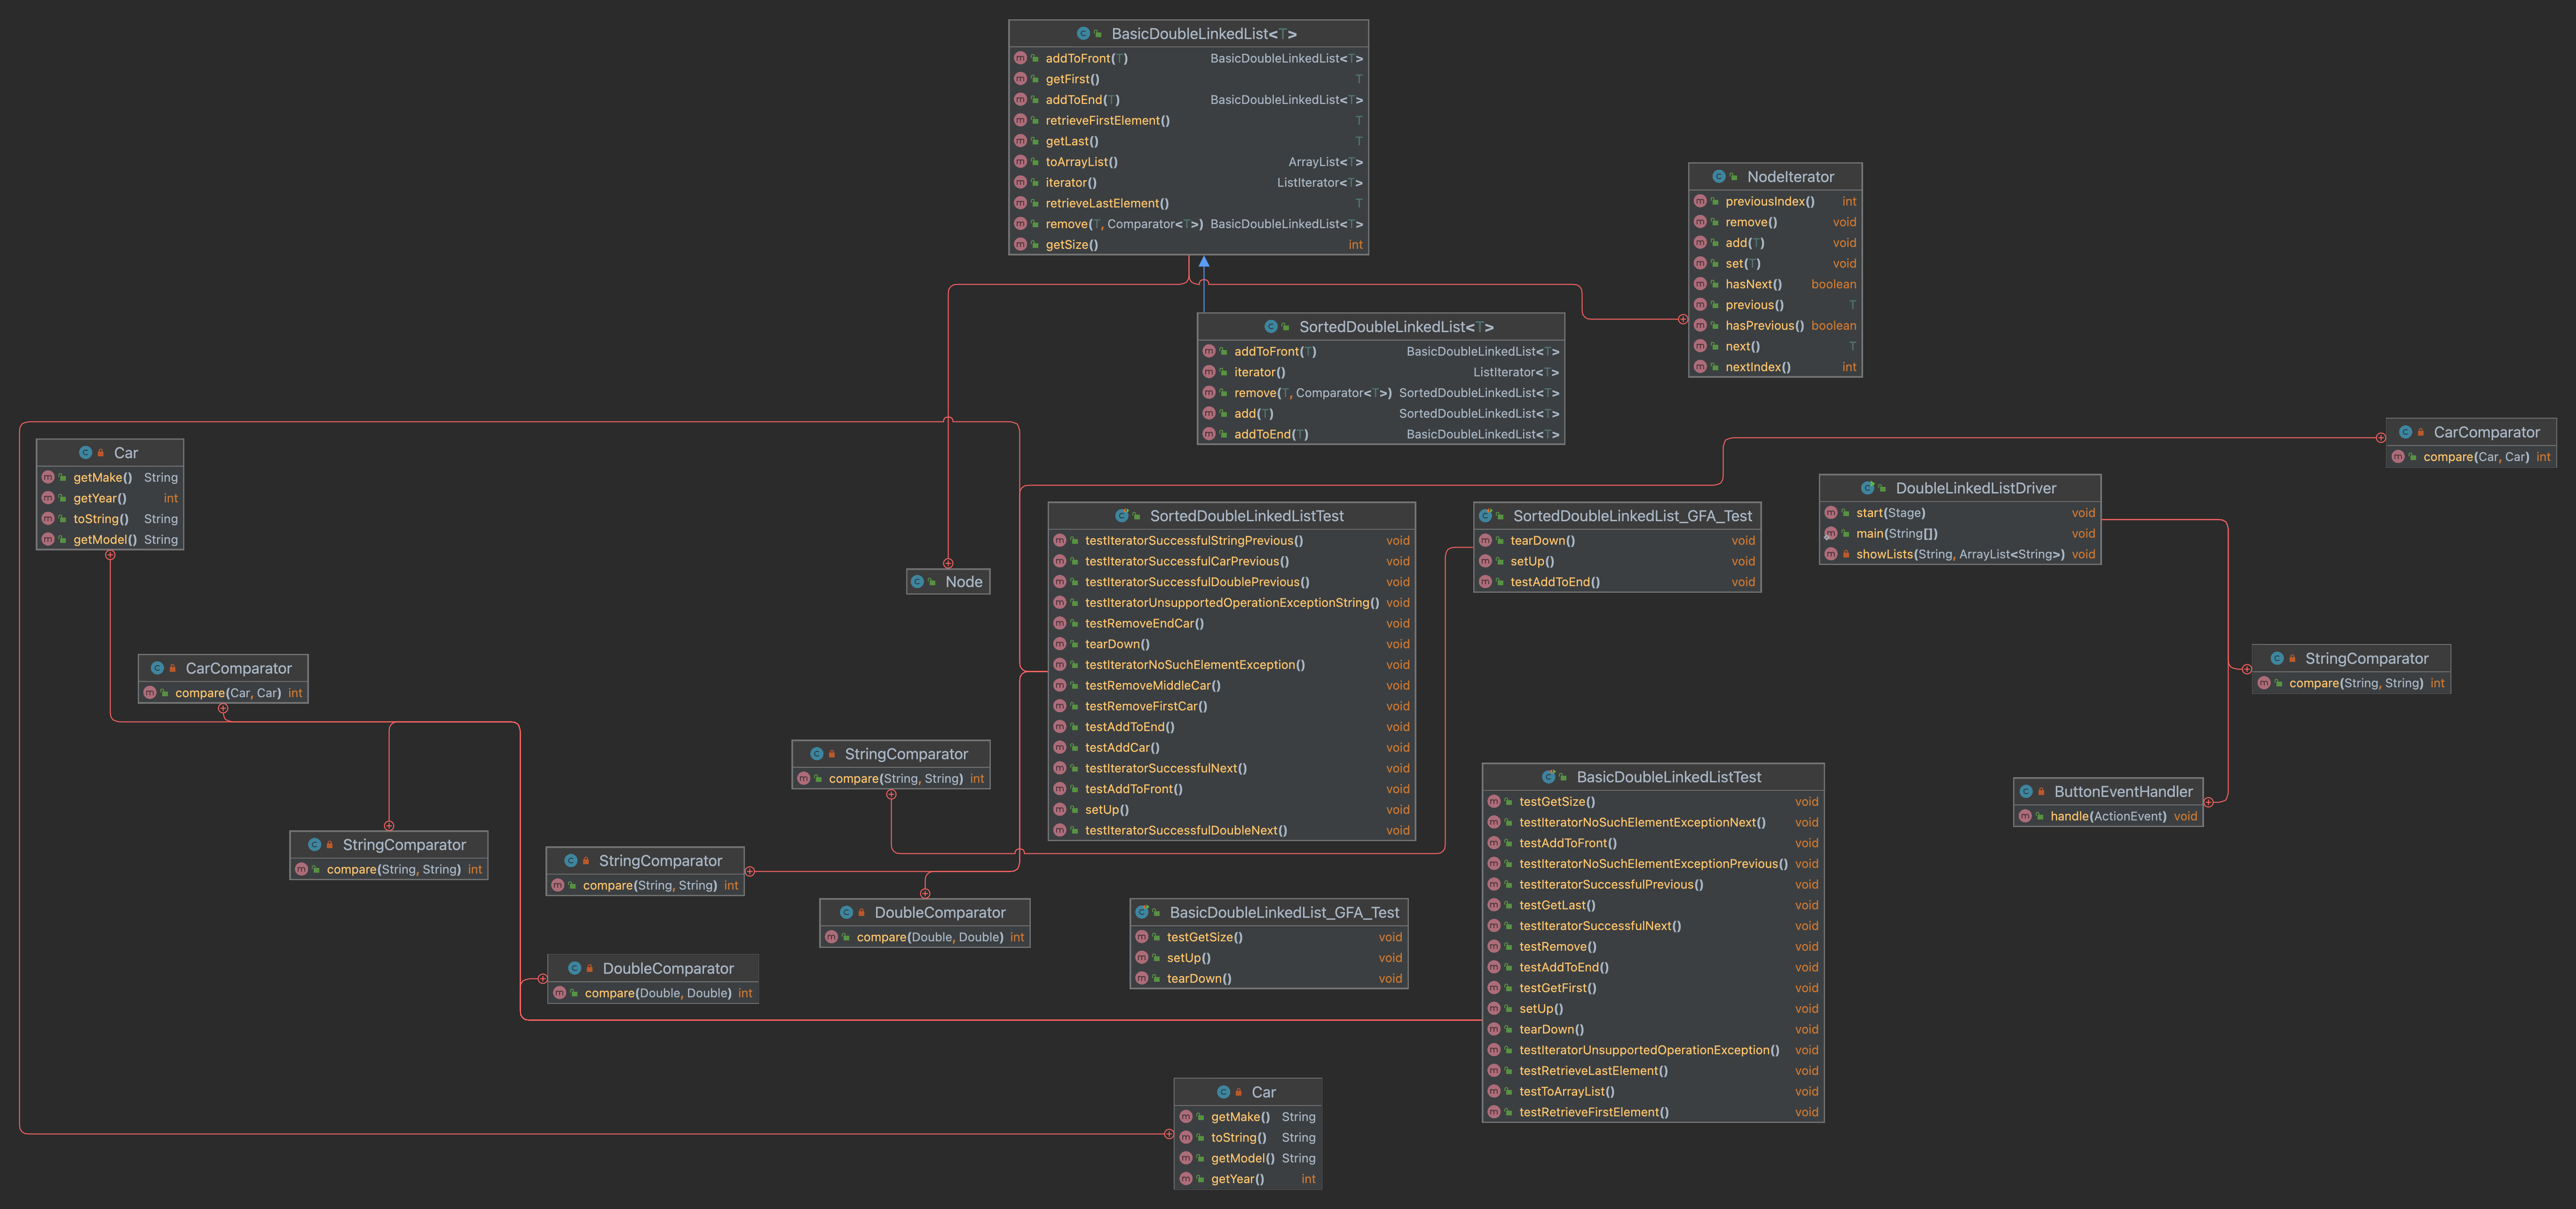 BasicDoubleLinkedList<T>
addToFront(T) BasicDoubleLinkedList<T>
getFirst() T
addToEnd(T) BasicDoubleLinkedList<T>
retrieveFirstElement() T
getLast() T
toArrayList() ArrayList<T>
iterator() ListIterator<T>
retrieveLastElement() T
remove(T, Comparator<T>) BasicDoubleLinkedList<T>
getSize() int
NodeIterator
previousIndex() int
remove() void
add(T) void
set(T) void
hasNext() boolean
previous() T
hasPrevious() boolean
next() T
nextIndex() int
SortedDoubleLinkedList<T>
addToFront(T) BasicDoubleLinkedList<T>
iterator() ListIterator<T>
remove(T, Comparator<T>) SortedDoubleLinkedList<T>
add(T) SortedDoubleLinkedList<T>
addToEnd(T) BasicDoubleLinkedList<T>
Car
getMake() String
getYear() int
toString() String
getModel() String
CarComparator
compare(Car, Car) int
DoubleLinkedListDriver
start(Stage) void
main(String[]) void
showLists(String, ArrayList<String>) void
SortedDoubleLinkedListTest
testIteratorSuccessfulStringPrevious() void
testIteratorSuccessfulCarPrevious() void
testIteratorSuccessfulDoublePrevious() void
testIteratorUnsupportedOperationExceptionString() void
testRemoveEndCar() void
tearDown() void
testIteratorNoSuchElementException() void
testRemoveMiddleCar() void
testRemoveFirstCar() void
testAddToEnd() void
testAddCar() void
testIteratorSuccessfulNext() void
testAddToFront() void
setUp() void
testIteratorSuccessfulDoubleNext() void
SortedDoubleLinkedList_GFA_Test
tearDown() void
setUp() void
testAddToEnd() void
Node
CarComparator
compare(Car, Car) int
StringComparator
compare(String, String) int
StringComparator
compare(String, String) int
BasicDoubleLinkedListTest
testGetSize() void
testIteratorNoSuchElementExceptionNext() void
testAddToFront() void
testIteratorNoSuchElementExceptionPrevious() void
testIteratorSuccessfulPrevious() void
testGetLast() void
testIteratorSuccessfulNext() void
testRemove() void
testAddToEnd() void
testGetFirst() void
setUp() void
tearDown() void
testIteratorUnsupportedOperationException() void
testRetrieveLastElement() void
testToArrayList() void
testRetrieveFirstElement() void
ButtonEventHandler
handle(ActionEvent) void
StringComparator
compare(String, String) int
StringComparator
compare(String, String) int
DoubleComparator
compare(Double, Double) int
BasicDoubleLinkedList_GFA_Test
testGetSize() void
setUp() void
tearDown() void
DoubleComparator
compare(Double, Double) int
Car
getMake() String
toString() String
getModel() String
getYear() int